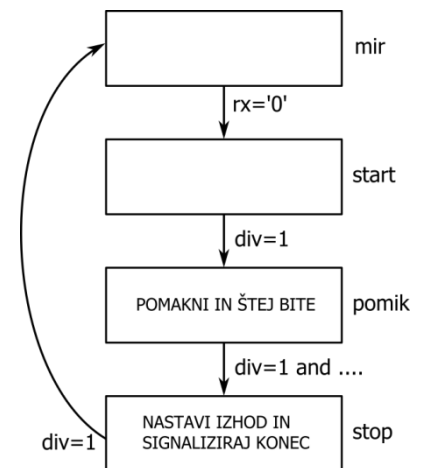 mir
rx='0'
start
div=1
POMAKNI IN ŠTEJ BITE
pomik
div=1 and ....
NASTAVI IZHOD IN
SIGNALIZIRAJ KONEC
stop
div=1